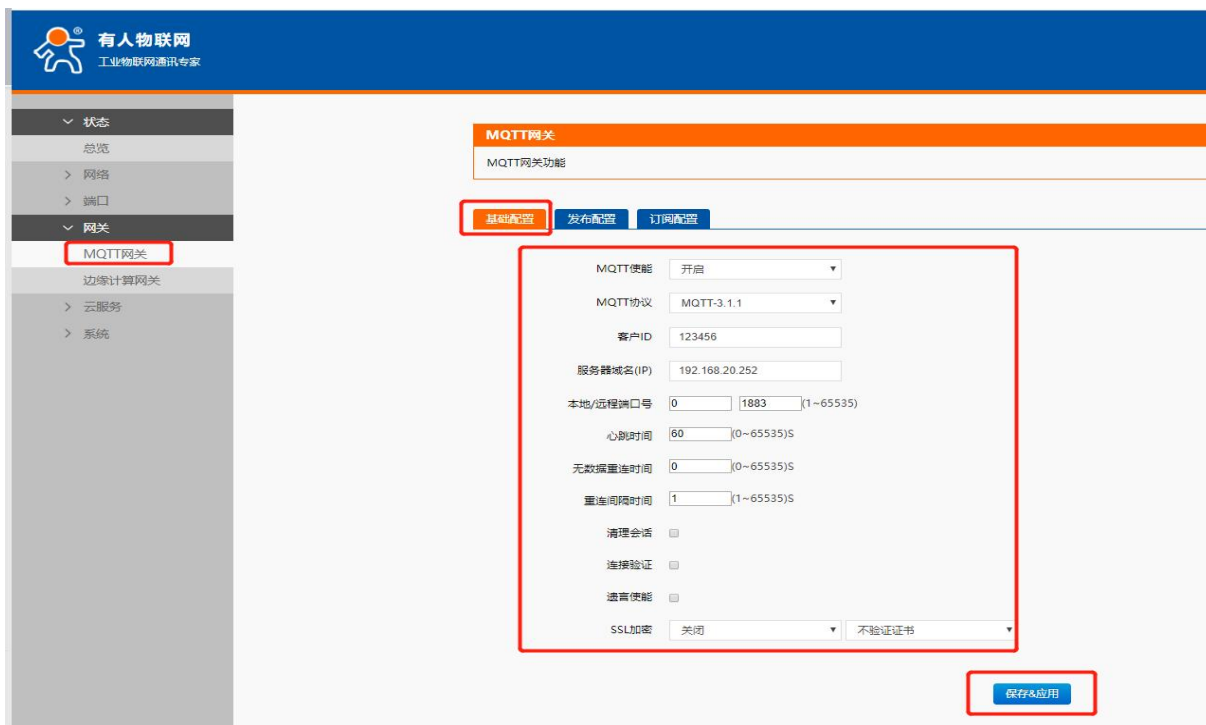 有人物联网
®
工业物联网通讯专家
状态
总览
网络
端口
网关
MQTT网关
边缘计算网关
云服务
系统
MQTT网关
MQTT网关功能
基础配置 发布配置 订阅配置
MQTT使能 开启
MQTT协议 MQTT-3.1.1
客户ID 123456
服务器域名(IP) 192.168.20.252
本地/远程端口号 0 1883 (1~65535)
心跳时间 60 (0~65535)S
无数据重连时间 0 (0~65535)S
重连间隔时间 1 (1~65535)S
清理会话
连接验证
遗言使能
SSL加密 关闭 不验证证书
保存&应用